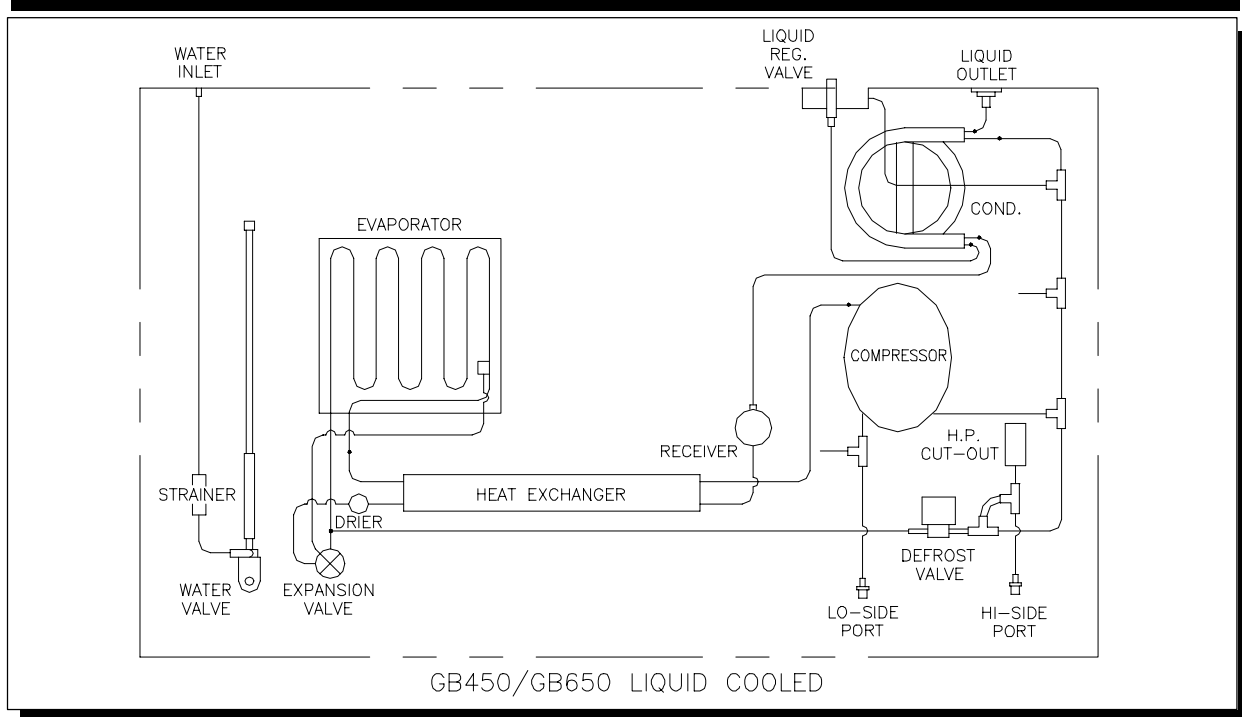 WATER
INLET
LIQUID
REG.
VALVE
LIQUID
OUTLET
COND.
EVAPORATOR
COMPRESSOR
H.P.
CUT-OUT
RECEIVER
STRAINER
HEAT EXCHANGER
DRIER
DEFROST
VALVE
WATER
VALVE
EXPANSION
VALVE
LO-SIDE
PORT
HI-SIDE
PORT
GB450/GB650 LIQUID COOLED